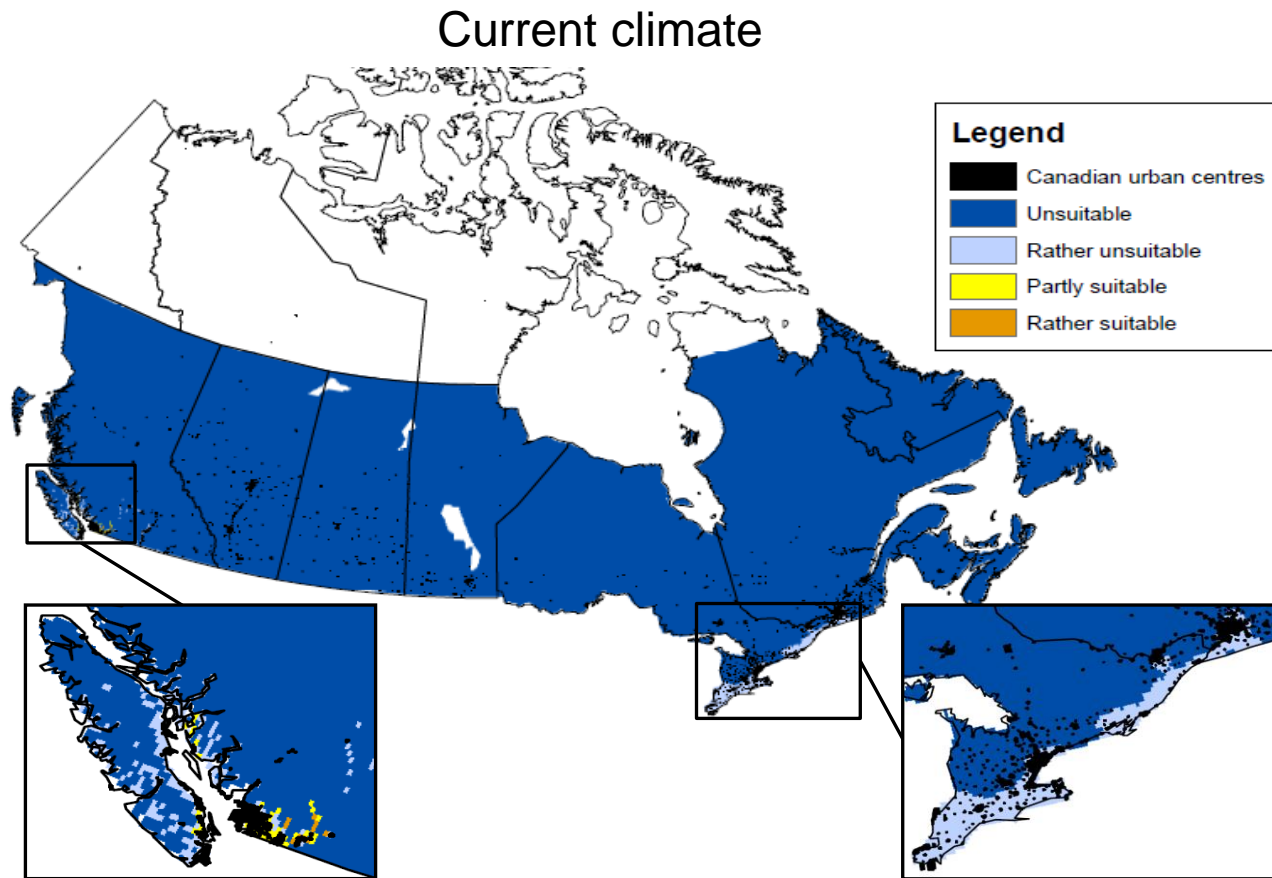 Current climate
Legend
Canadian urban centres
Unsuitable
Rather unsuitable
Partly suitable
Rather suitable